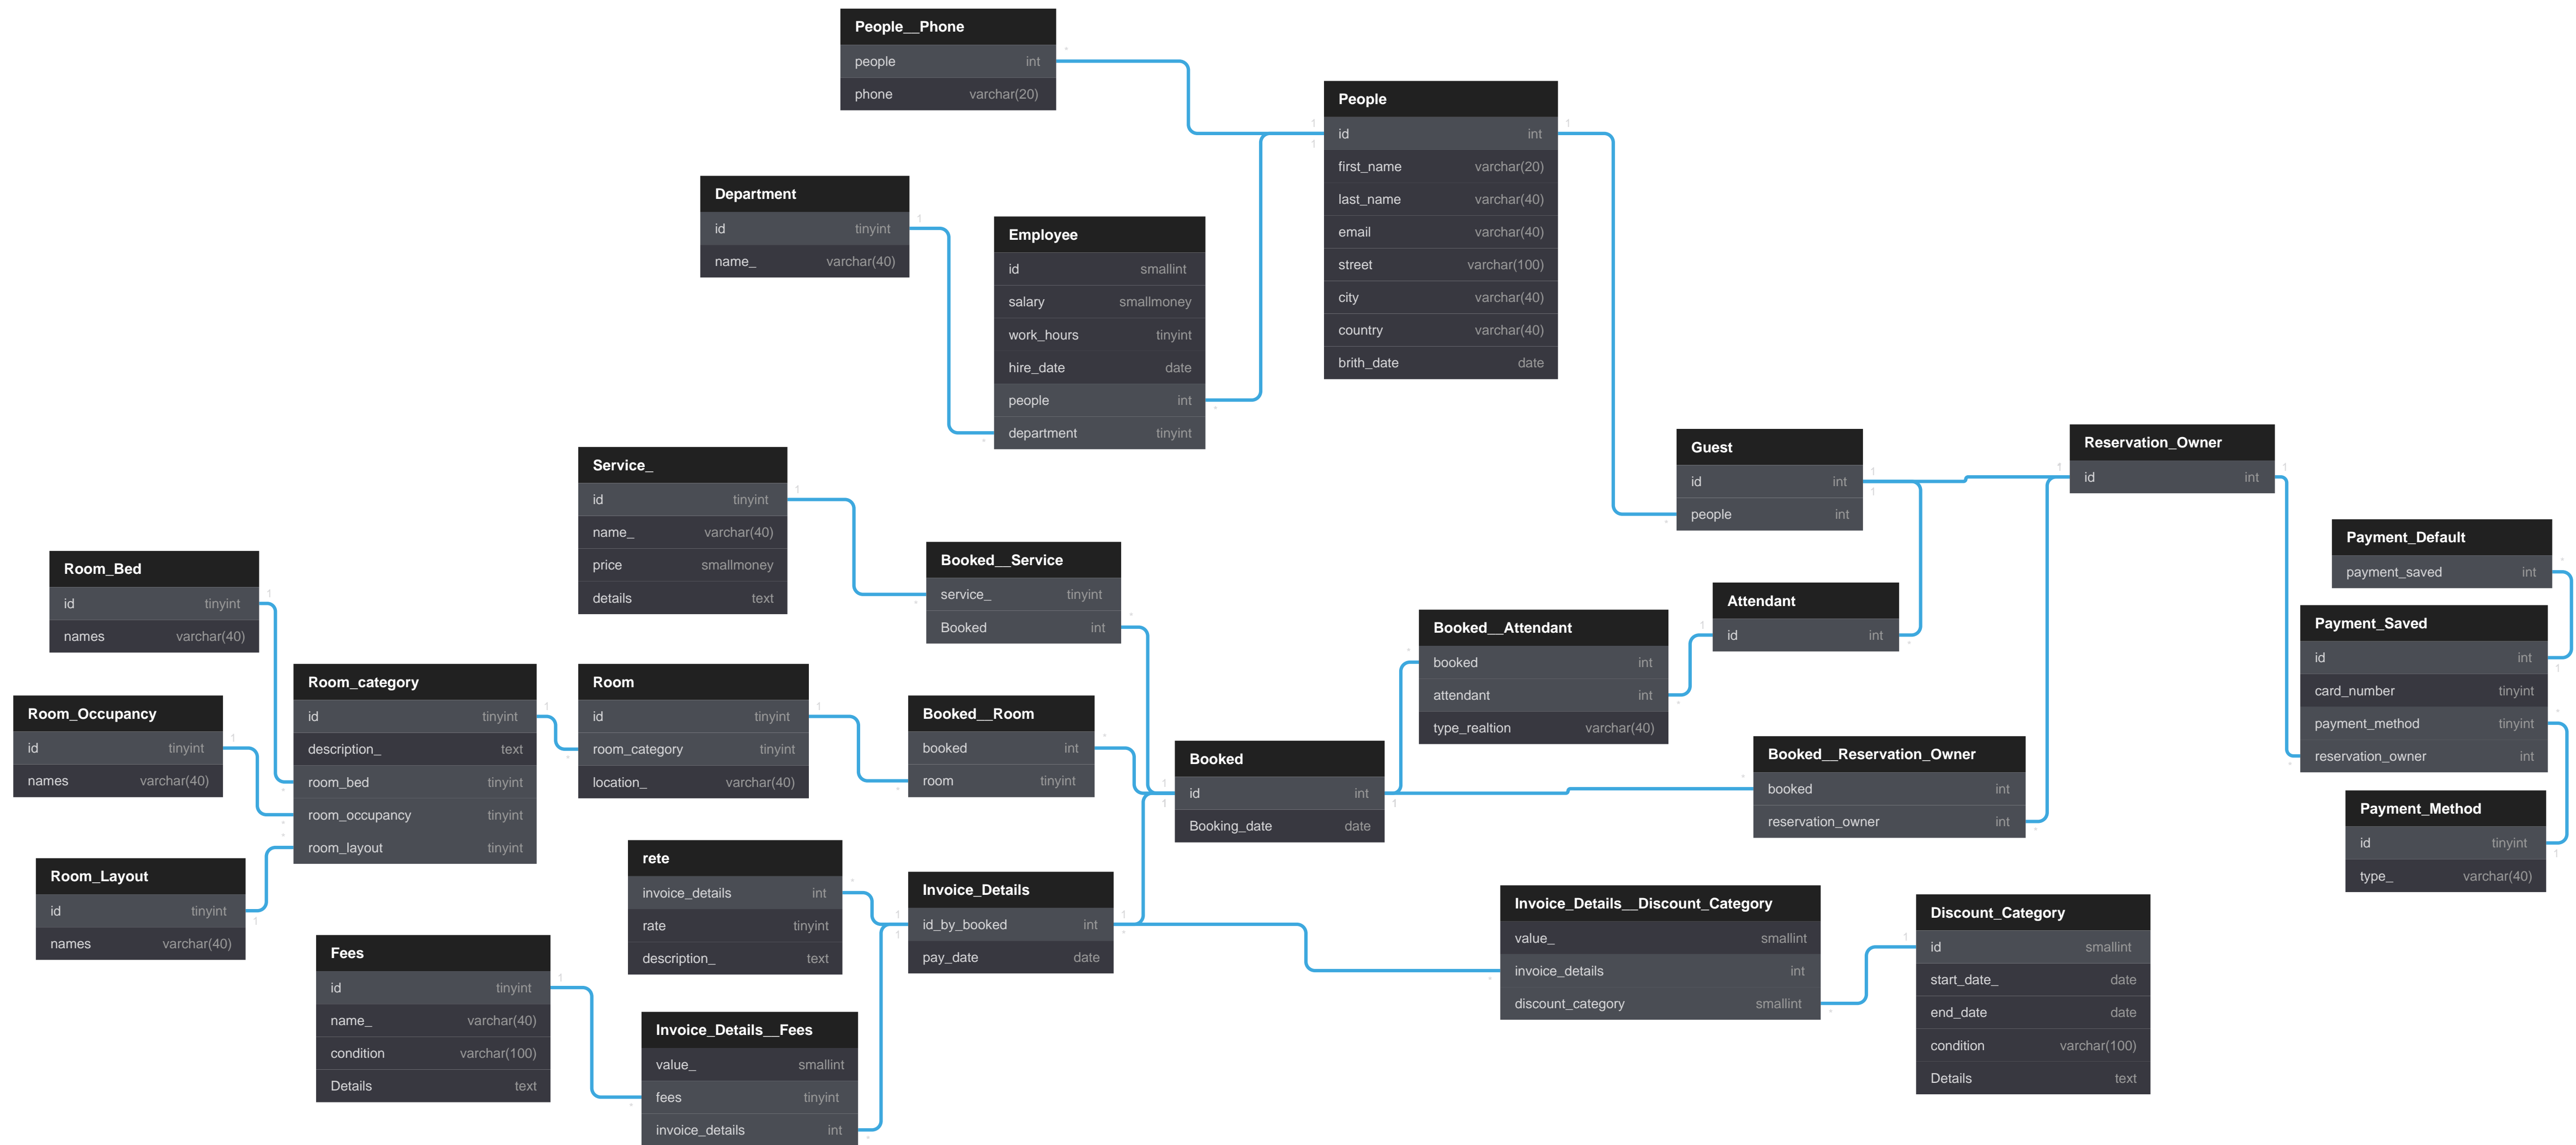 People__Phone
people int
phone varchar(20)
People
id int
first_name varchar(20)
last_name varchar(40)
email varchar(40)
street varchar(100)
city varchar(40)
country varchar(40)
brith_date date
Department
id tinyint
name_ varchar(40)
Employee
id smallint
salary smallmoney
work_hours tinyint
hire_date date
people int
department tinyint
Service_
id tinyint
name_ varchar(40)
price smallmoney
details text
Guest
id int
people int
Reservation_Owner
id int
Payment_Default
payment_saved int
Payment_Saved
id int
card_number tinyint
payment_method tinyint
reservation_owner int
Payment_Method
id tinyint
type_ varchar(40)
Room_Bed
id tinyint
names varchar(40)
Room_Occupancy
id tinyint
names varchar(40)
Room_Layout
id tinyint
names varchar(40)
Room_category
id tinyint
description_ text
room_bed tinyint
room_occupancy tinyint
room_layout tinyint
Room
id tinyint
room_category tinyint
location_ varchar(40)
Booked__Service
service_ tinyint
Booked int
Booked__Room
booked int
room tinyint
Booked
id int
Booking_date date
Booked__Attendant
booked int
attendant int
type_realtion varchar(40)
Attendant
id int
Booked__Reservation_Owner
booked int
reservation_owner int
rete
invoice_details int
rate tinyint
description_ text
Invoice_Details
id_by_booked int
pay_date date
Fees
id tinyint
name_ varchar(40)
condition varchar(100)
Details text
Invoice_Details__Fees
value_ smallint
fees tinyint
invoice_details int
Invoice_Details__Discount_Category
value_ smallint
invoice_details int
discount_category smallint
Discount_Category
id smallint
start_date_ date
end_date date
condition varchar(100)
Details text